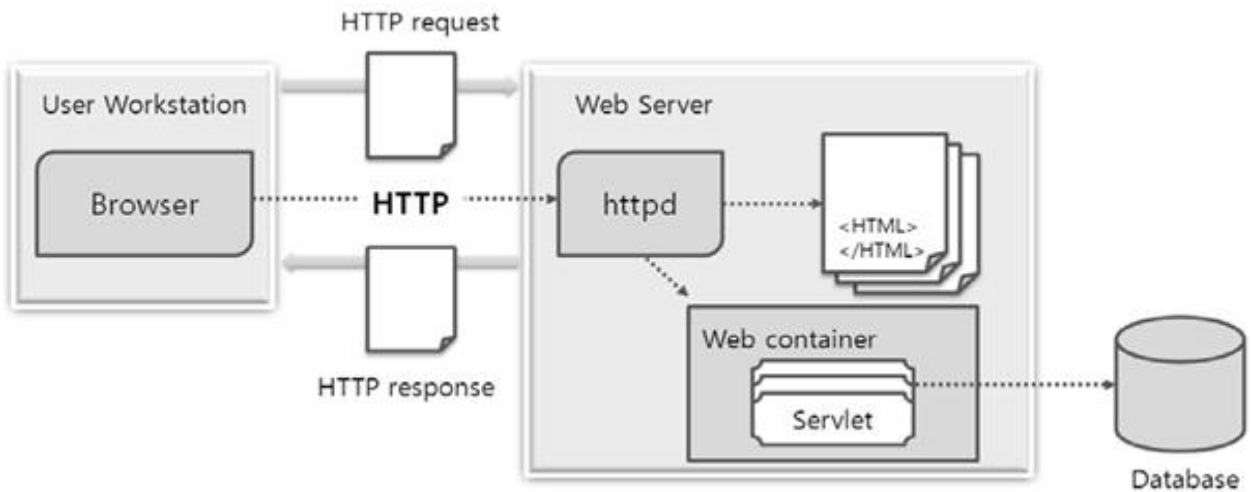 HTTP request
User Workstation
Web Server
Browser
HTTP
httpd
<HTML>
</HTML>
Web container
HTTP response
Servlet
Database